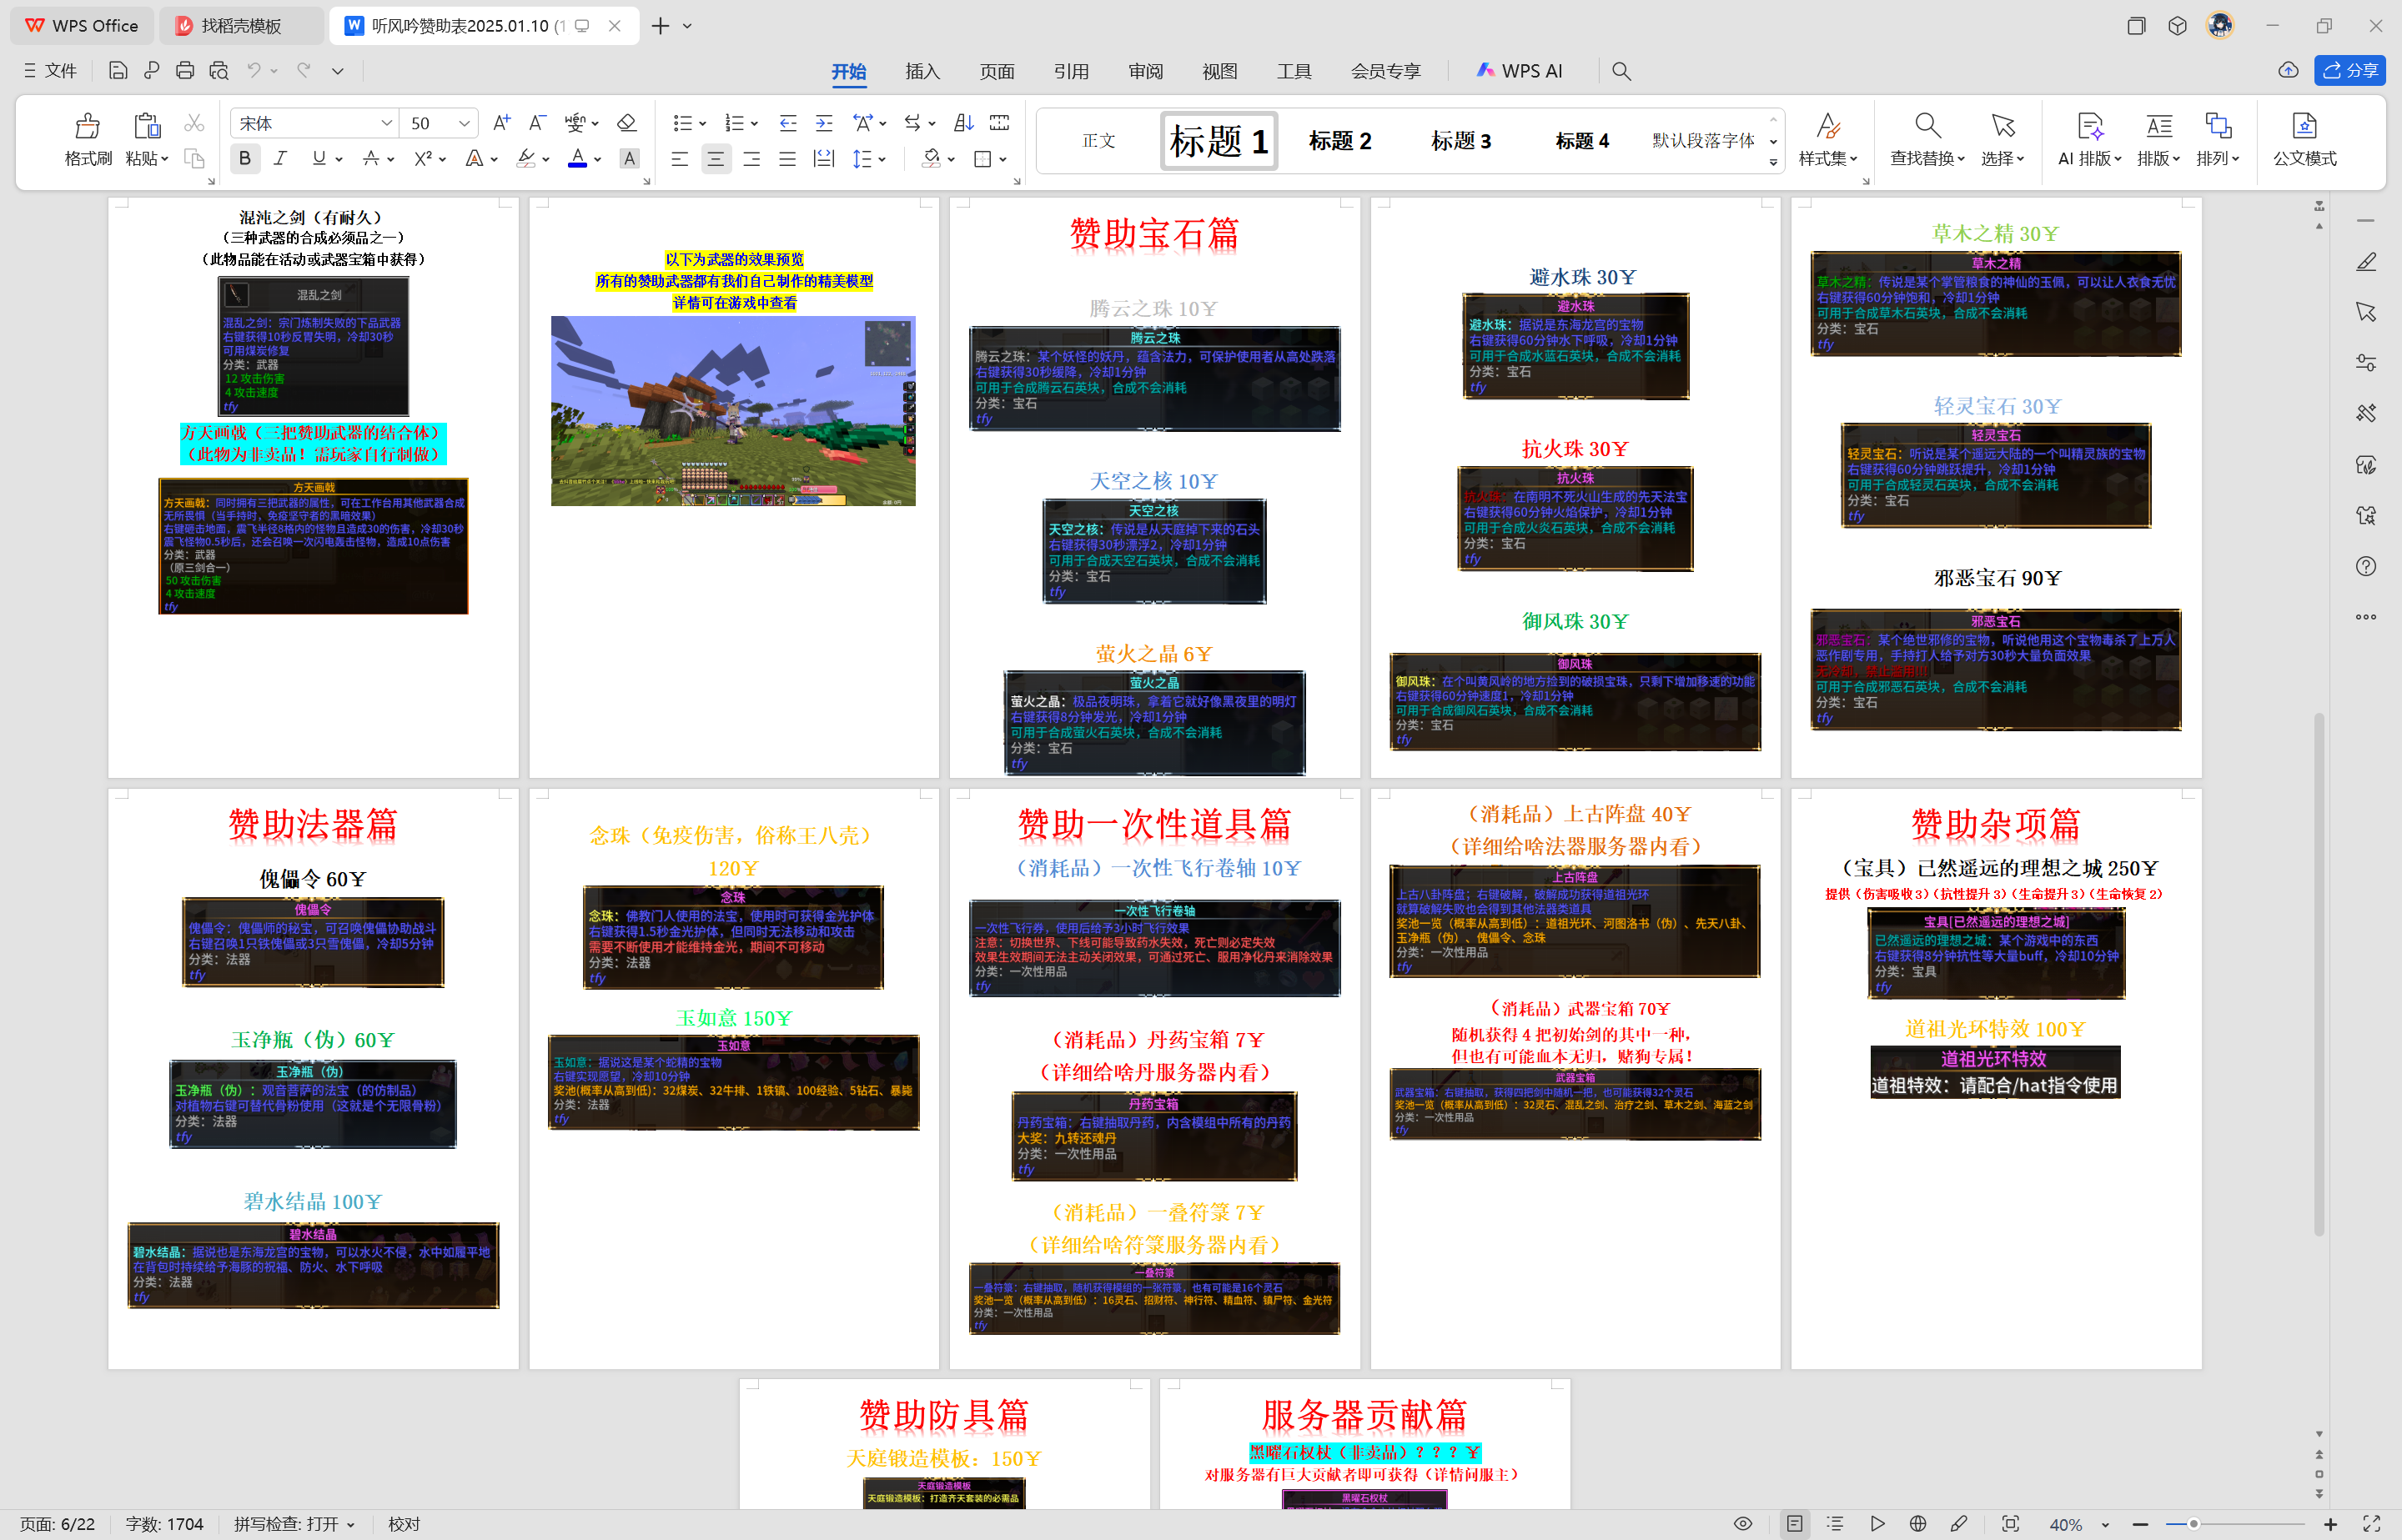 WPS Office
找稻壳模板
听风吟赞助表2025.01.10 (1
文件
开始
插入
页面
引用
审阅
视图
工具
会员专享
WPS AI
分享
格式刷
粘贴
宋体
50
正文
标题 1
标题 2
标题 3
标题 4
默认段落字体
样式集
查找替换
选择
AI 排版
排版
排列
公文模式
混沌之剑（有耐久）
（三种武器的合成必须品之一）
（此物品能在活动或武器宝箱中获得）
混乱之剑
混乱之剑：宗门炼制失败的下品武器
右键获得10秒反胃失明，冷却30秒
可用煤炭修复
分类：武器
12 攻击伤害
4 攻击速度
tfy
方天画戟（三把赞助武器的结合体）
（此物为非卖品！需玩家自行制做）
方天画戟
方天画戟：同时拥有三把武器的属性，可在工作台用其他武器合成
无所畏惧（当手持时，免疫坚守者的黑暗效果）
右键砸击地面，震飞半径8格内的怪物且造成30的伤害，冷却30秒
震飞怪物0.5秒后，还会召唤一次闪电轰击怪物，造成10点伤害
分类：武器
（原三剑合一）
50 攻击伤害
4 攻击速度
tfy
以下为武器的效果预览
所有的赞助武器都有我们自己制作的精美模型
详情可在游戏中查看
赞助宝石篇
腾云之珠 10￥
腾云之珠
腾云之珠：某个妖怪的妖丹，蕴含法力，可保护使用者从高处跌落
右键获得30秒缓降，冷却1分钟
可用于合成腾云石英块，合成不会消耗
分类：宝石
tfy
天空之核 10￥
天空之核
天空之核：传说是从天庭掉下来的石头
右键获得30秒漂浮2，冷却1分钟
可用于合成天空石英块，合成不会消耗
分类：宝石
tfy
萤火之晶 6￥
萤火之晶
萤火之晶：极品夜明珠，拿着它就好像黑夜里的明灯
右键获得8分钟发光，冷却1分钟
可用于合成萤火石英块，合成不会消耗
分类：宝石
tfy
避水珠 30￥
避水珠
避水珠：据说是东海龙宫的宝物
右键获得60分钟水下呼吸，冷却1分钟
可用于合成水蓝石英块，合成不会消耗
分类：宝石
tfy
抗火珠 30￥
抗火珠
抗火珠：在南明不死火山生成的先天法宝
右键获得60分钟火焰保护，冷却1分钟
可用于合成火炎石英块，合成不会消耗
分类：宝石
tfy
御风珠 30￥
御风珠
御风珠：在个叫黄风岭的地方捡到的破损宝珠，只剩下增加移速的功能
右键获得60分钟速度1，冷却1分钟
可用于合成御风石英块，合成不会消耗
分类：宝石
tfy
草木之精 30￥
草木之精
草木之精：传说是某个掌管粮食的神仙的玉佩，可以让人衣食无忧
右键获得60分钟饱和，冷却1分钟
可用于合成草木石英块，合成不会消耗
分类：宝石
tfy
轻灵宝石 30￥
轻灵宝石
轻灵宝石：听说是某个遥远大陆的一个叫精灵族的宝物
右键获得60分钟跳跃提升，冷却1分钟
可用于合成轻灵石英块，合成不会消耗
分类：宝石
tfy
邪恶宝石 90￥
邪恶宝石
邪恶宝石：某个绝世邪修的宝物，听说他用这个宝物毒杀了上万人
恶作剧专用，手持打人给予对方30秒大量负面效果
无冷却，禁止滥用!!!
可用于合成邪恶石英块，合成不会消耗
分类：宝石
tfy
赞助法器篇
傀儡令 60￥
傀儡令
傀儡令：傀儡师的秘宝，可召唤傀儡协助战斗
右键召唤1只铁傀儡或3只雪傀儡，冷却5分钟
分类：法器
tfy
玉净瓶（伪）60￥
玉净瓶（伪）
玉净瓶（伪）：观音菩萨的法宝（的仿制品）
对植物右键可替代骨粉使用（这就是个无限骨粉）
分类：法器
tfy
碧水结晶 100￥
碧水结晶
碧水结晶：据说也是东海龙宫的宝物，可以水火不侵，水中如履平地
在背包时持续给予海豚的祝福、防火、水下呼吸
分类：法器
tfy
念珠（免疫伤害，俗称王八壳）
120￥
念珠
念珠：佛教门人使用的法宝，使用时可获得金光护体
右键获得1.5秒金光护体，但同时无法移动和攻击
需要不断使用才能维持金光，期间不可移动
分类：法器
tfy
玉如意 150￥
玉如意
玉如意：据说这是某个蛇精的宝物
右键实现愿望，冷却10分钟
奖池(概率从高到低)：32煤炭、32牛排、1铁镐、100经验、5钻石、暴毙
分类：法器
tfy
赞助一次性道具篇
（消耗品）一次性飞行卷轴 10￥
一次性飞行卷轴
一次性飞行券，使用后给予3小时飞行效果
注意：切换世界、下线可能导致药水失效，死亡则必定失效
效果生效期间无法主动关闭效果，可通过死亡、服用净化丹来消除效果
分类：一次性用品
tfy
（消耗品）丹药宝箱 7￥
（详细给啥丹服务器内看）
丹药宝箱
丹药宝箱：右键抽取丹药，内含模组中所有的丹药
大奖：九转还魂丹
分类：一次性用品
tfy
（消耗品）一叠符箓 7￥
（详细给啥符箓服务器内看）
一叠符箓
一叠符箓：右键抽取，随机获得模组的一张符箓，也有可能是16个灵石
奖池一览（概率从高到低）：16灵石、招财符、神行符、精血符、镇尸符、金光符
分类：一次性用品
tfy
（消耗品）上古阵盘 40￥
（详细给啥法器服务器内看）
上古阵盘
上古八卦阵盘：右键破解，破解成功获得道祖光环
就算破解失败也会得到其他法器类道具
奖池一览（概率从高到低）：道祖光环、河图洛书（伪）、先天八卦、
玉净瓶（伪）、傀儡令、念珠
分类：一次性用品
tfy
（消耗品）武器宝箱 70￥
随机获得 4 把初始剑的其中一种，
但也有可能血本无归，赌狗专属！
武器宝箱
武器宝箱：右键抽取，获得四把剑中随机一把，也可能获得32个灵石
奖池一览（概率从高到低）：32灵石、混乱之剑、治疗之剑、草木之剑、海蓝之剑
分类：一次性用品
tfy
赞助杂项篇
（宝具）已然遥远的理想之城 250￥
提供（伤害吸收 3）（抗性提升 3）（生命提升 3）（生命恢复 2）
宝具[已然遥远的理想之城]
已然遥远的理想之城：某个游戏中的东西
右键获得8分钟抗性等大量buff，冷却10分钟
分类：宝具
tfy
道祖光环特效 100￥
道祖光环特效
道祖特效：请配合/hat指令使用
赞助防具篇
天庭锻造模板：150￥
天庭锻造模板
天庭锻造模板：打造齐天套装的必需品
服务器贡献篇
黑曜石权杖（非卖品）？？？￥
对服务器有巨大贡献者即可获得（详情问服主）
黑曜石权杖
页面: 6/22
字数: 1704
拼写检查: 打开
校对
40%